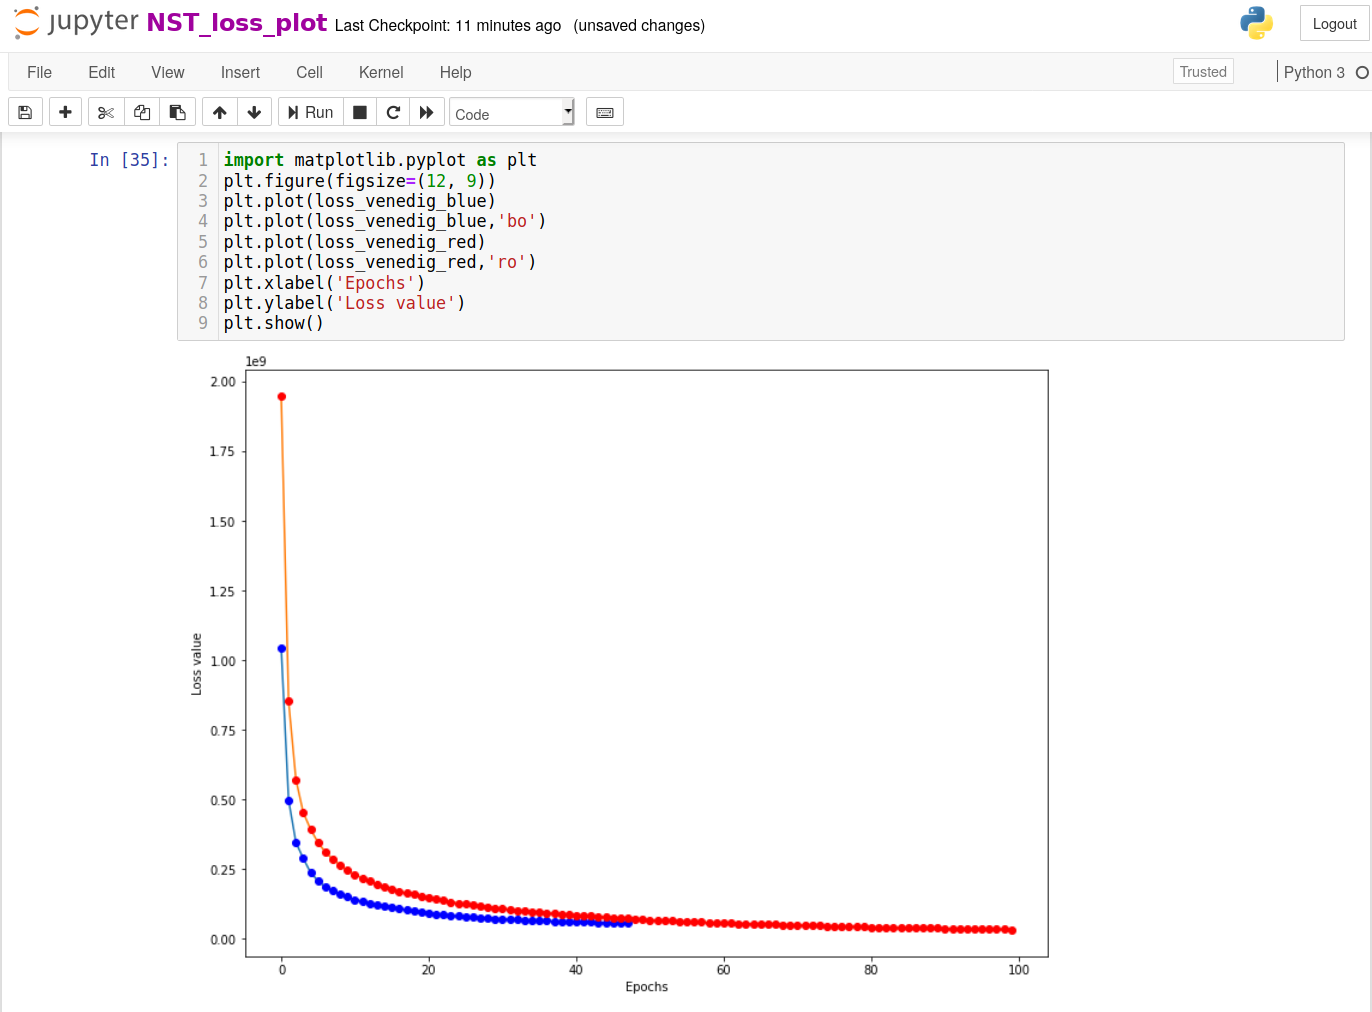 jupyter NST_loss_plot Last Checkpoint: 11 minutes ago (unsaved changes) Logout
File Edit View Insert Cell Kernel Help Trusted Python 3
Run Code
In [35]:
1 import matplotlib.pyplot as plt
2 plt.figure(figsize=(12, 9))
3 plt.plot(loss_venedig_blue)
4 plt.plot(loss_venedig_blue,'bo')
5 plt.plot(loss_venedig_red)
6 plt.plot(loss_venedig_red,'ro')
7 plt.xlabel('Epochs')
8 plt.ylabel('Loss value')
9 plt.show()
1e9
2.00
1.75
1.50
1.25
1.00
0.75
0.50
0.25
0.00
Loss value
0 20 40 60 80 100
Epochs